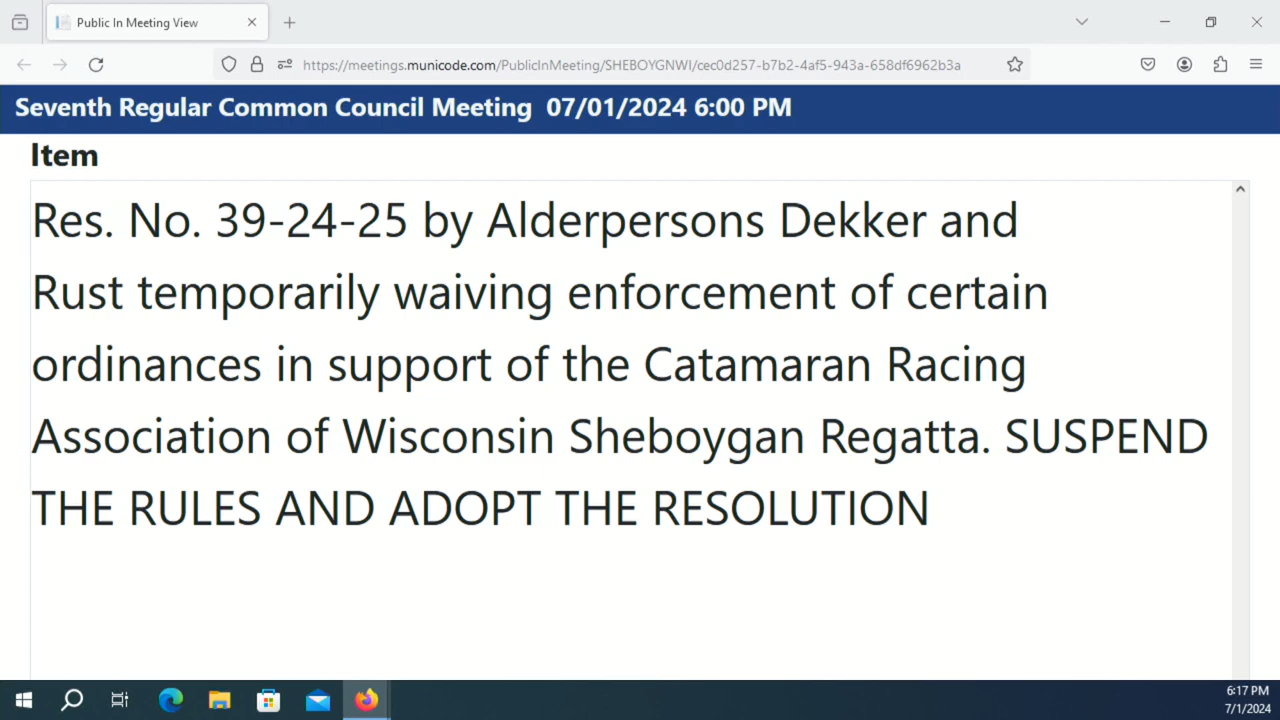 Public In Meeting View
https://meetings.municode.com/PublicInMeeting/SHEBOYGNWI/cec0d257-b7b2-4af5-943a-658df6962b3a
Seventh Regular Common Council Meeting 07/01/2024 6:00 PM
Item
Res. No. 39-24-25 by Alderpersons Dekker and
Rust temporarily waiving enforcement of certain
ordinances in support of the Catamaran Racing
Association of Wisconsin Sheboygan Regatta. SUSPEND
THE RULES AND ADOPT THE RESOLUTION
6:17 PM
7/1/2024